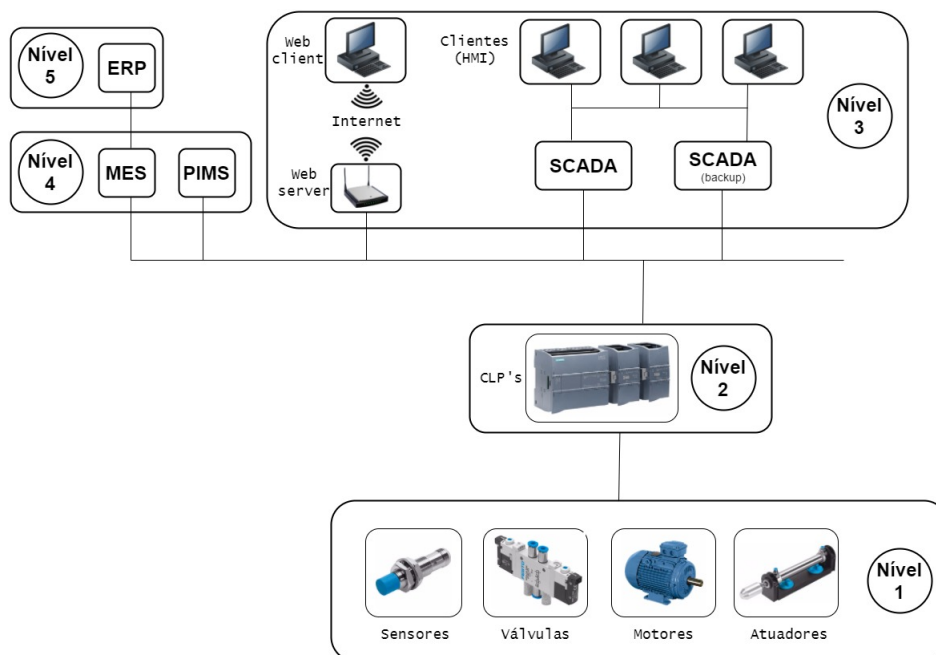 Nível
5
ERP
Nível
4
MES
PIMS
Web
client
Internet
Web
server
Clientes
(HMI)
SCADA
SCADA
(backup)
Nível
3
CLP's
Nível
2
Sensores
Válvulas
Motores
Atuadores
Nível
1